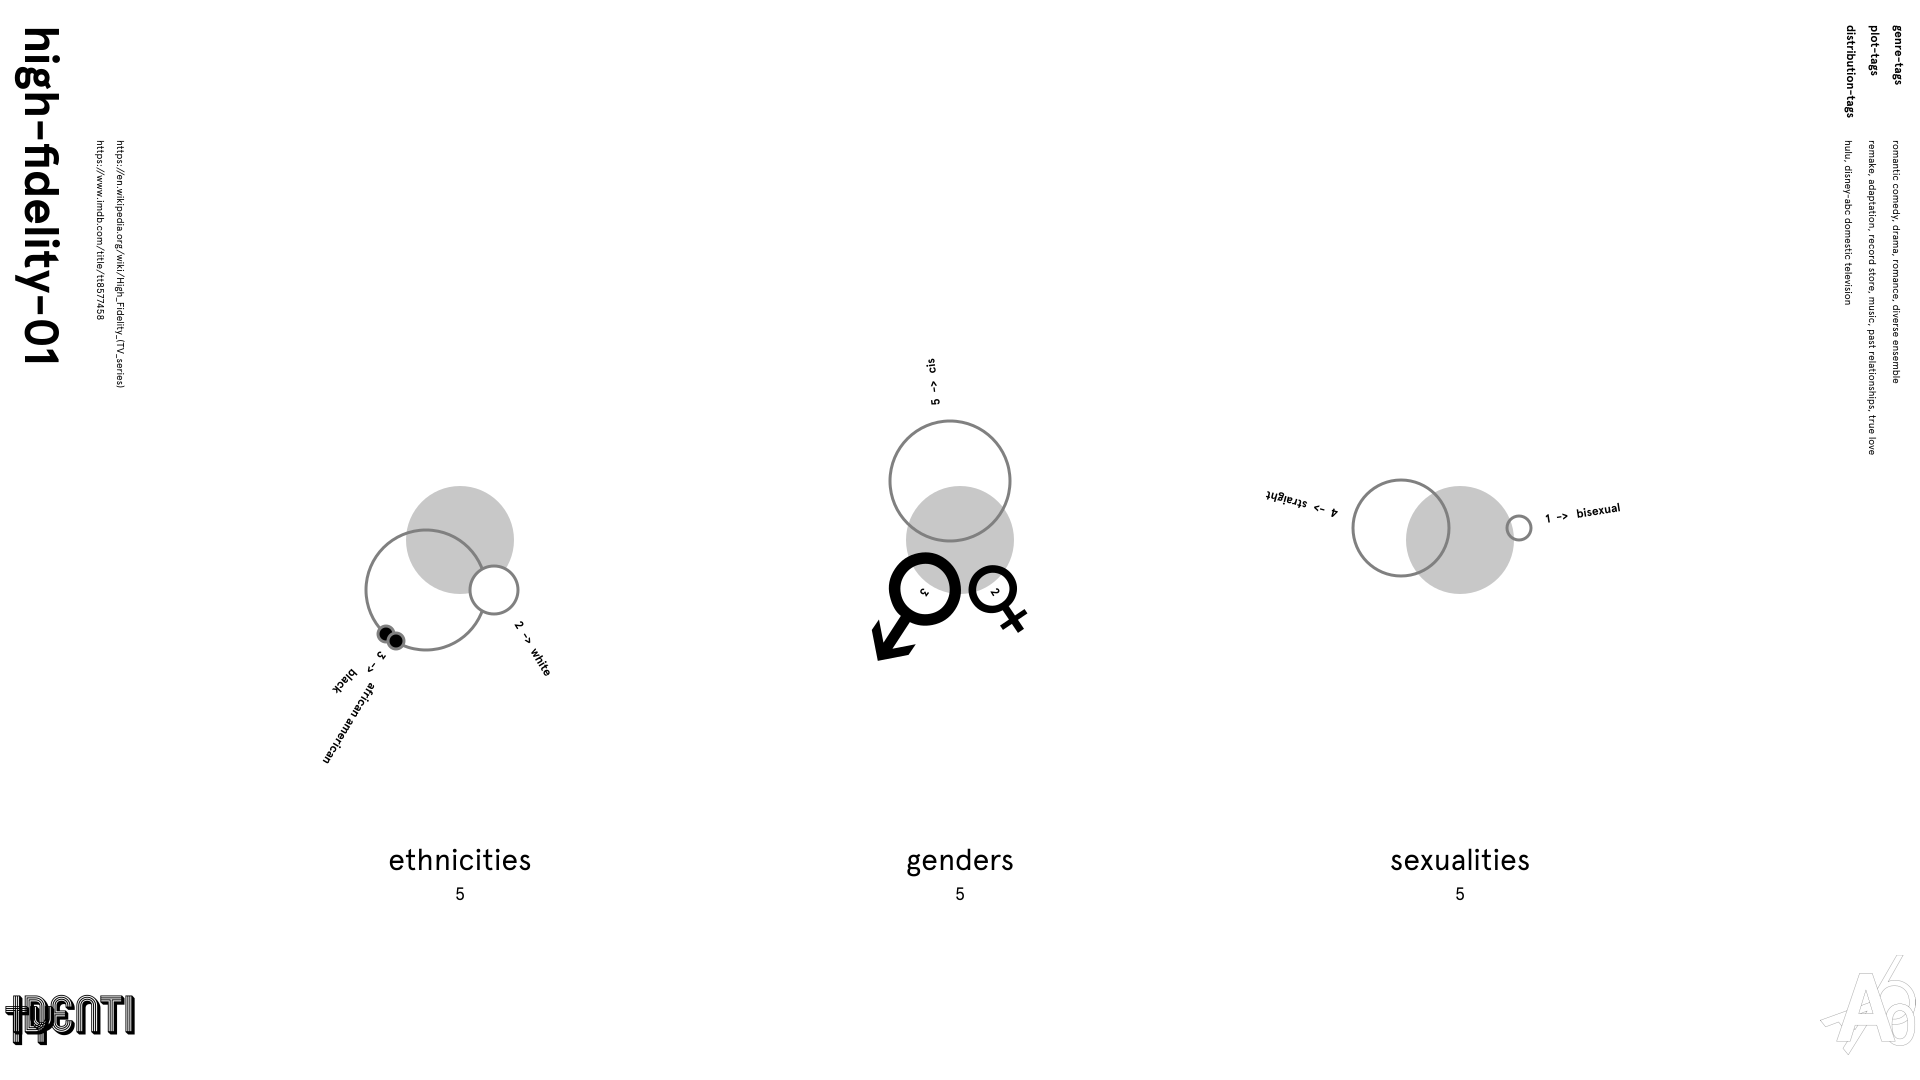 high-fidelity-01
https://en.wikipedia.org/wiki/High_Fidelity_(TV_series)
https://www.imdb.com/title/tt8577458
genre-tags
romantic comedy, drama, romance, diverse ensemble
plot-tags
remake, adaptation, record store, music, past relationships, true love
distribution-tags
hulu, disney-abc domestic television
2 -> white
3 -> african american
black
ethnicities
5
5 -> cis
3
2
genders
5
4 -> straight
1 -> bisexual
sexualities
5
IDENTI